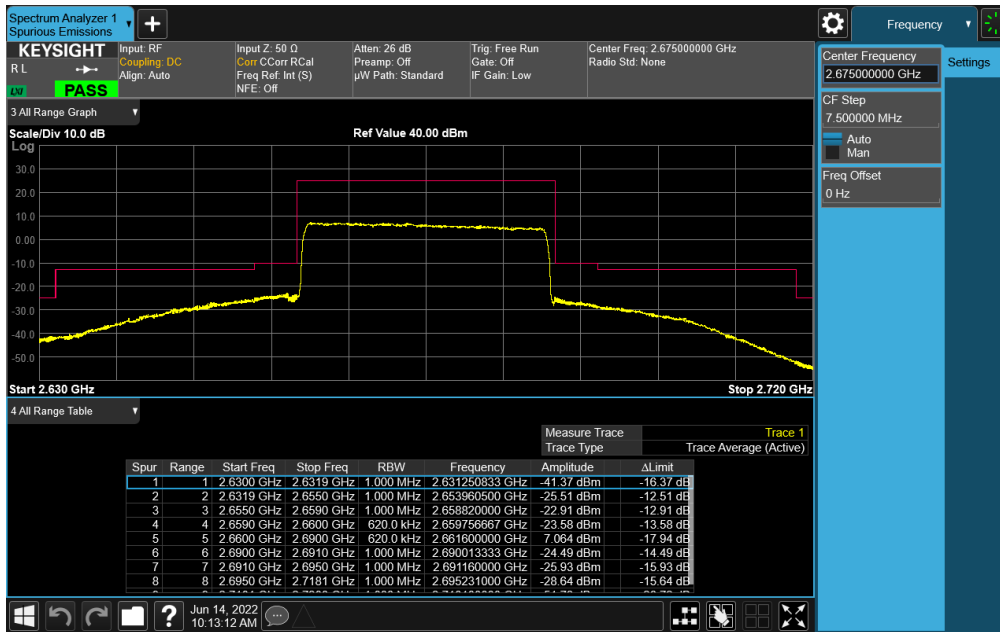 Spectrum Analyzer 1
Spurious Emissions
Frequency
KEYSIGHT
R L
LXI
PASS
Input: RF
Coupling: DC
Align: Auto
Input Z: 50 Ω
Corr CCorr RCal
Freq Ref: Int (S)
NFE: Off
Atten: 26 dB
Preamp: Off
µW Path: Standard
Trig: Free Run
Gate: Off
IF Gain: Low
Center Freq: 2.675000000 GHz
Radio Std: None
Center Frequency
2.675000000 GHz
Settings
CF Step
7.500000 MHz
Auto
Man
Freq Offset
0 Hz
3 All Range Graph
Scale/Div 10.0 dB
Ref Value 40.00 dBm
Log
30.0
20.0
10.0
0.00
-10.0
-20.0
-30.0
-40.0
-50.0
Start 2.630 GHz
Stop 2.720 GHz
4 All Range Table
Measure Trace Trace 1
Trace Type Trace Average (Active)
Spur Range Start Freq Stop Freq RBW Frequency Amplitude ΔLimit
1 1 2.6300 GHz 2.6319 GHz 1.000 MHz 2.631250833 GHz -41.37 dBm -16.37 dB
2 2 2.6319 GHz 2.6550 GHz 1.000 MHz 2.653960500 GHz -25.51 dBm -12.51 dB
3 3 2.6550 GHz 2.6590 GHz 1.000 MHz 2.658820000 GHz -22.91 dBm -12.91 dB
4 4 2.6590 GHz 2.6600 GHz 620.0 kHz 2.659756667 GHz -23.58 dBm -13.58 dB
5 5 2.6600 GHz 2.6900 GHz 620.0 kHz 2.661600000 GHz 7.064 dBm -17.94 dB
6 6 2.6900 GHz 2.6910 GHz 1.000 MHz 2.690013333 GHz -24.49 dBm -14.49 dB
7 7 2.6910 GHz 2.6950 GHz 1.000 MHz 2.691160000 GHz -25.93 dBm -15.93 dB
8 8 2.6950 GHz 2.7181 GHz 1.000 MHz 2.695231000 GHz -28.64 dBm -15.64 dB
Jun 14, 2022
10:13:12 AM